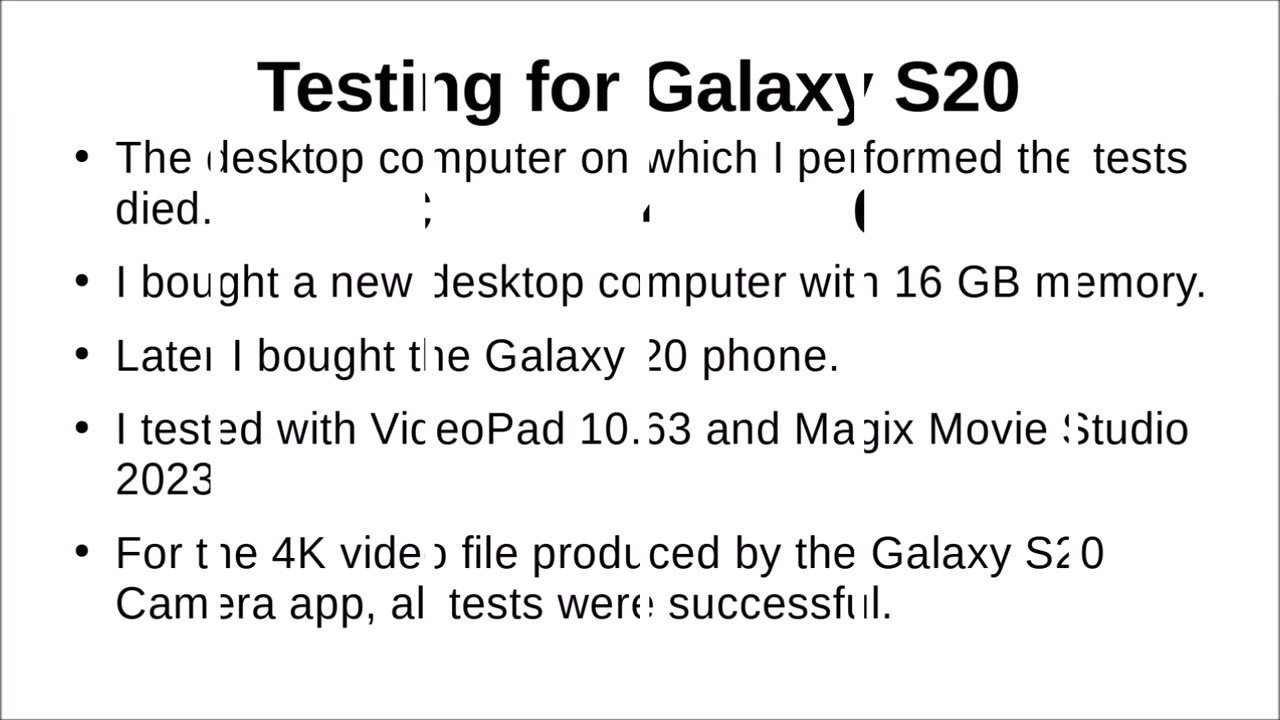 Testing for Galaxy S20
• The desktop computer on which I performed the tests
died.
• I bought a new desktop computer with 16 GB memory.
• Later I bought the Galaxy 20 phone.
• I tested with VideoPad 10.63 and Magix Movie Studio
2023
• For the 4K video file produced by the Galaxy S20
Camera app, all tests were successful.